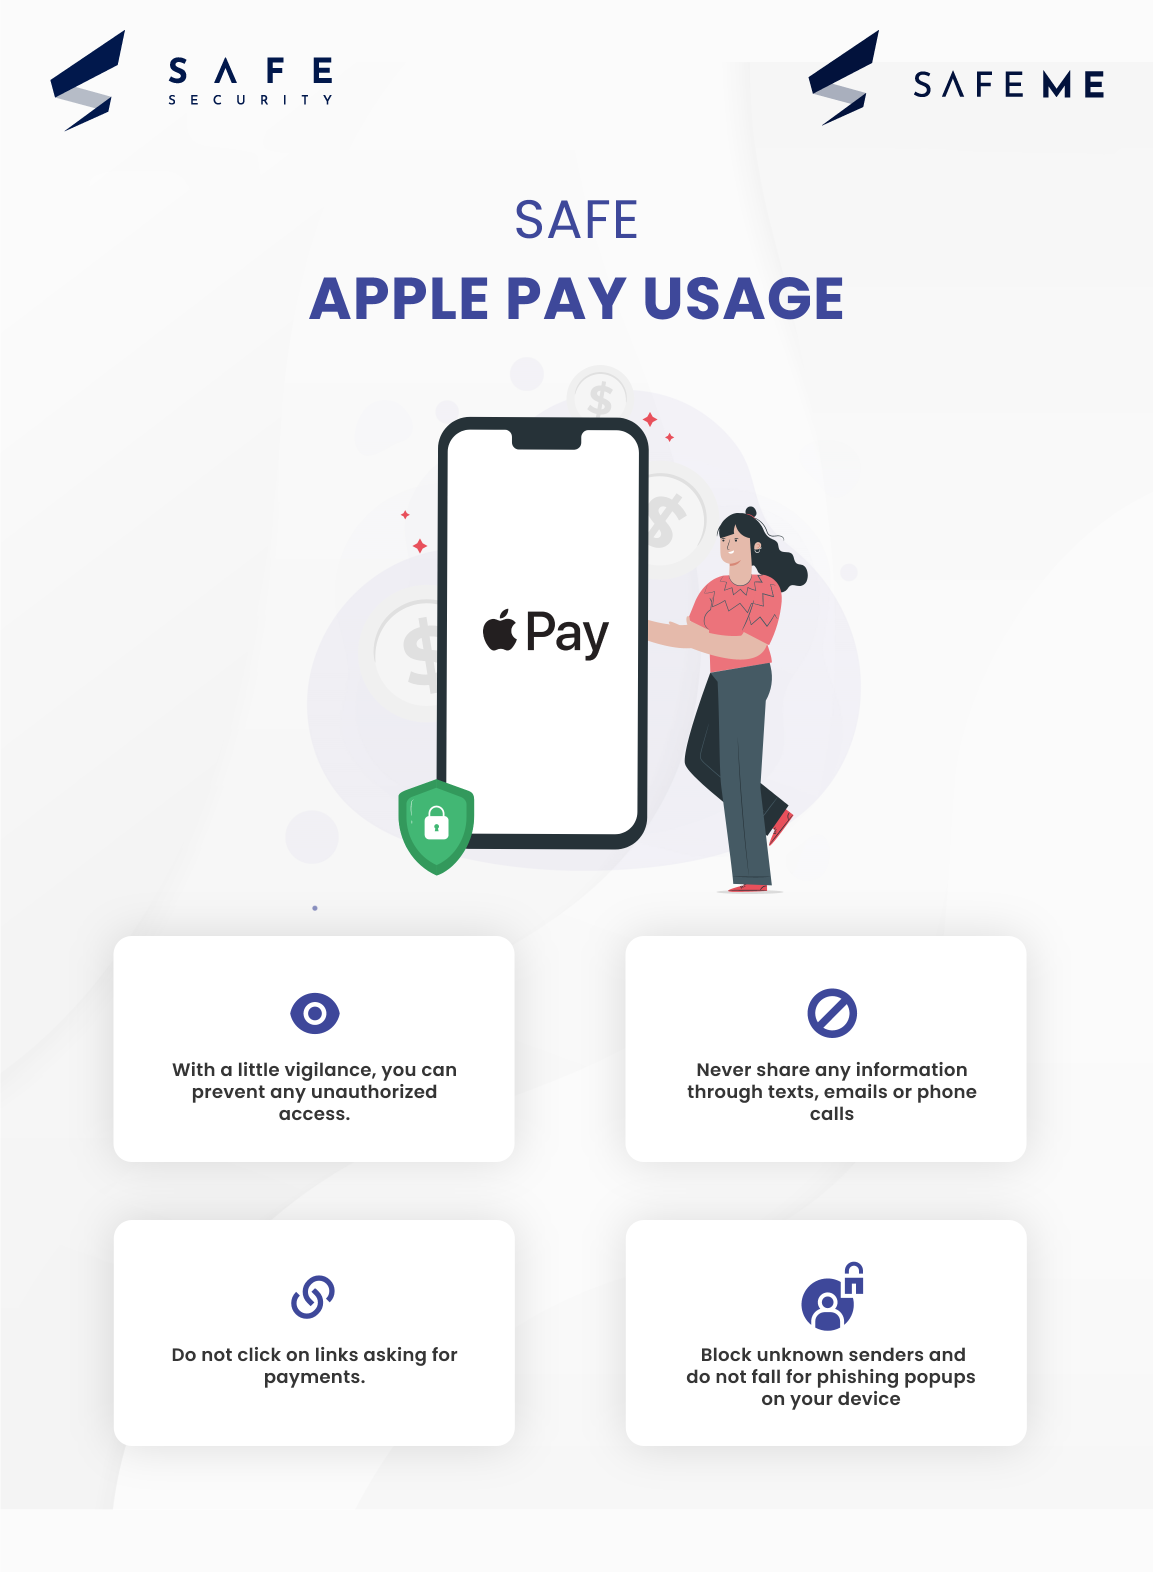 SAFE
SECURITY
SAFE ME
SAFE
APPLE PAY USAGE
$
$
$
Pay
With a little vigilance, you can
prevent any unauthorized
access.
Never share any information
through texts, emails or phone
calls
Do not click on links asking for
payments.
Block unknown senders and
do not fall for phishing popups
on your device